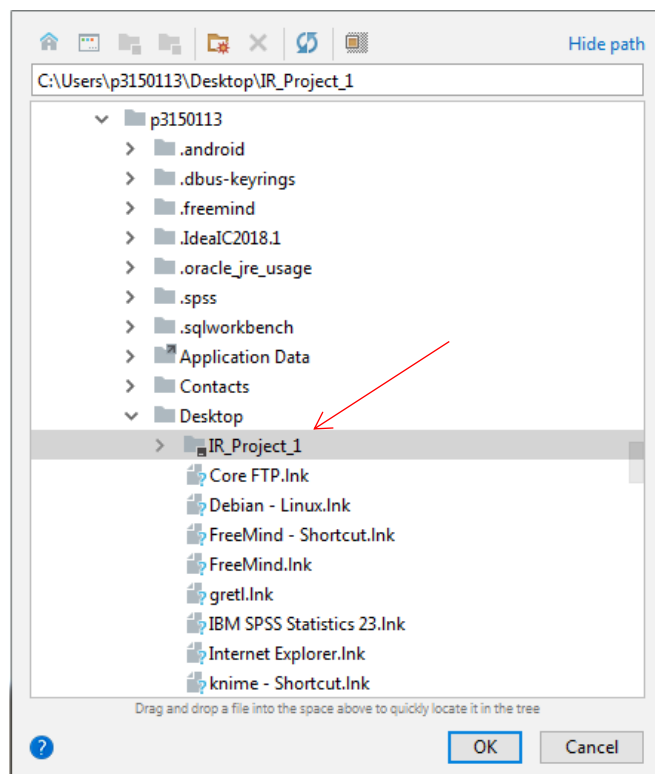 Hide path
C:\Users\p3150113\Desktop\IR_Project_1
p3150113
.android
.dbus-keyrings
.freemind
.IdeaIC2018.1
.oracle_jre_usage
.spss
.sqlworkbench
Application Data
Contacts
Desktop
IR_Project_1
Core FTP.lnk
Debian - Linux.lnk
FreeMind - Shortcut.lnk
FreeMind.lnk
gretl.lnk
IBM SPSS Statistics 23.lnk
Internet Explorer.lnk
knime - Shortcut.lnk
Drag and drop a file into the space above to quickly locate it in the tree
?
OK Cancel